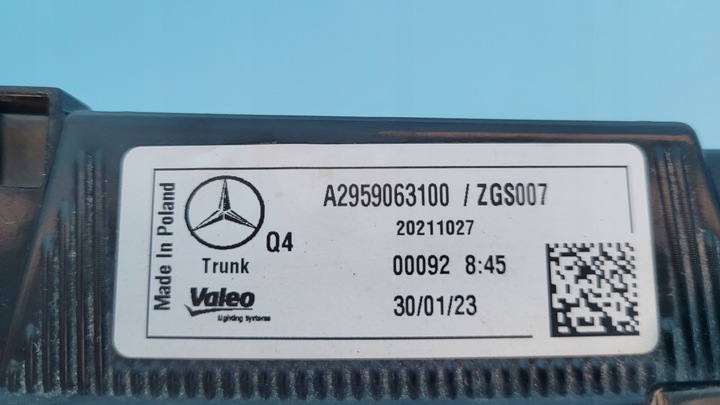 Made In Poland
Q4
Trunk
Valeo
Lighting Systems
A2959063100 / ZGS007
20211027
00092 8:45
30/01/23